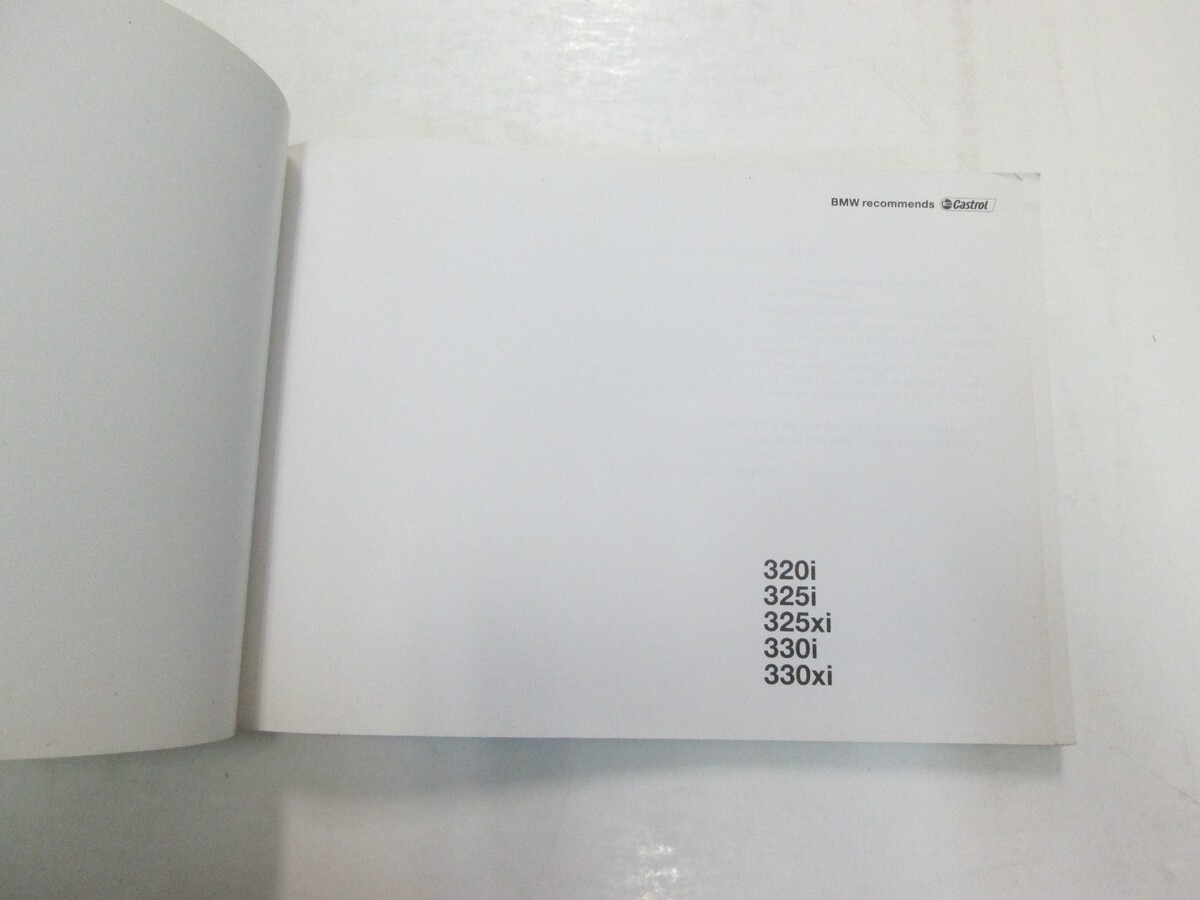 BMW recommends Castrol
320i
325i
325xi
330i
330xi